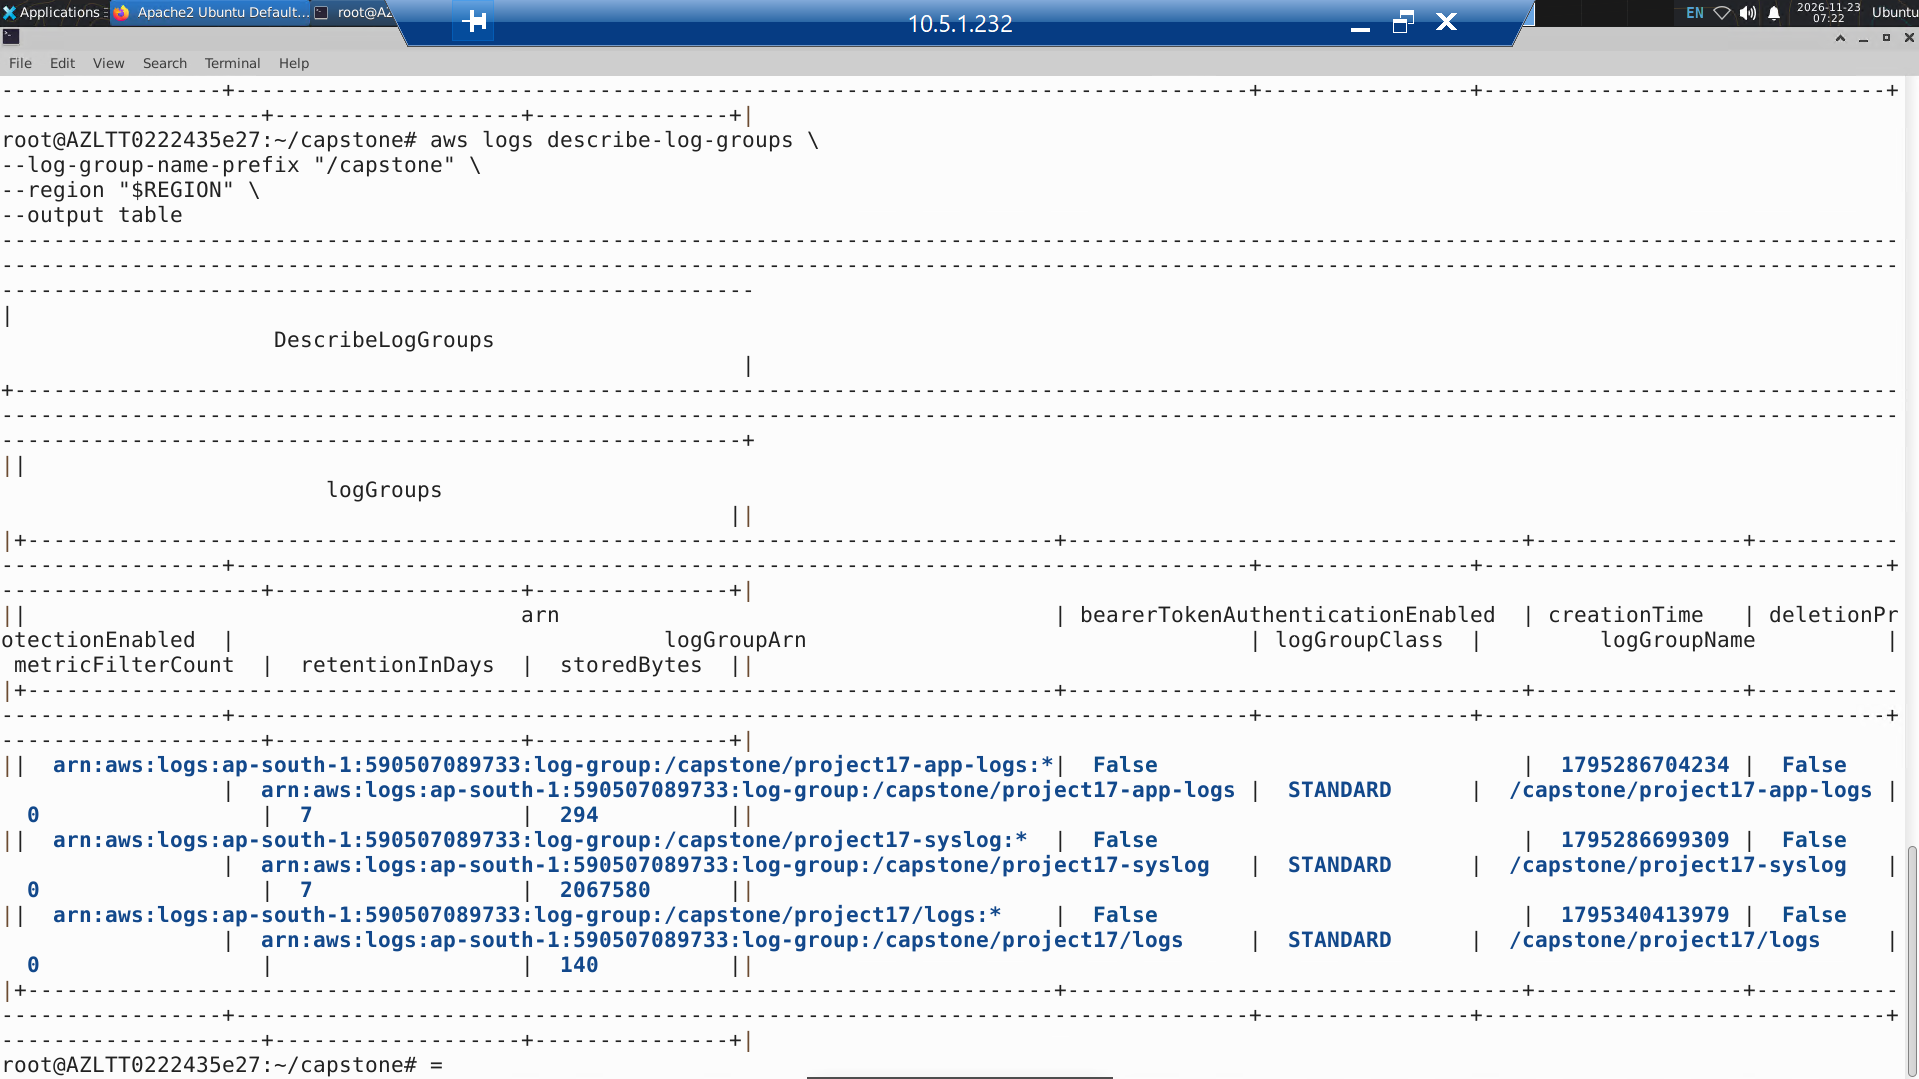 Applications Apache2 Ubuntu Default... root@AZ 10.5.1.232 EN 2026-11-23 07:22 Ubuntu
File Edit View Search Terminal Help
-----------------+-------------------------------------------------------------------------------+----------------+-------------------------------+
--------------------+-------------------+---------------+|
root@AZLTT0222435e27:~/capstone# aws logs describe-log-groups \
--log-group-name-prefix "/capstone" \
--region "$REGION" \
--output table
--------------------------------------------------------------------------------------------------------------------------------------------------
--------------------------------------------------------------------------------------------------------------------------------------------------
----------------------------------------------------------
|
DescribeLogGroups
|
+-------------------------------------------------------------------------------------------------------------------------------------------------
--------------------------------------------------------------------------------------------------------------------------------------------------
---------------------------------------------------------+
||
logGroups
||
|+-------------------------------------------------------------------------------+-----------------------------------+----------------+-----------
-----------------+-------------------------------------------------------------------------------+----------------+-------------------------------+
--------------------+-------------------+---------------+|
|| arn | bearerTokenAuthenticationEnabled | creationTime | deletionPr
otectionEnabled | logGroupArn | logGroupClass | logGroupName |
metricFilterCount | retentionInDays | storedBytes ||
|+-------------------------------------------------------------------------------+-----------------------------------+----------------+-----------
-----------------+-------------------------------------------------------------------------------+----------------+-------------------------------+
--------------------+-------------------+---------------+|
|| arn:aws:logs:ap-south-1:590507089733:log-group:/capstone/project17-app-logs:*| False | 1795286704234 | False
| arn:aws:logs:ap-south-1:590507089733:log-group:/capstone/project17-app-logs | STANDARD | /capstone/project17-app-logs |
0 | 7 | 294 ||
|| arn:aws:logs:ap-south-1:590507089733:log-group:/capstone/project17-syslog:* | False | 1795286699309 | False
| arn:aws:logs:ap-south-1:590507089733:log-group:/capstone/project17-syslog | STANDARD | /capstone/project17-syslog |
0 | 7 | 2067580 ||
|| arn:aws:logs:ap-south-1:590507089733:log-group:/capstone/project17/logs:* | False | 1795340413979 | False
| arn:aws:logs:ap-south-1:590507089733:log-group:/capstone/project17/logs | STANDARD | /capstone/project17/logs |
0 | | 140 ||
|+-------------------------------------------------------------------------------+-----------------------------------+----------------+-----------
-----------------+-------------------------------------------------------------------------------+----------------+-------------------------------+
--------------------+-------------------+---------------+|
root@AZLTT0222435e27:~/capstone# =